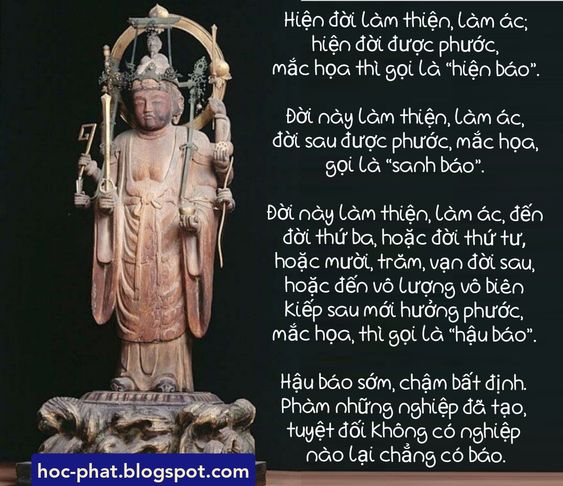 Hiện đời làm thiện, làm ác;
hiện đời được phước,
mắc họa thì gọi là “hiện báo”.
Đời này làm thiện, làm ác,
đời sau được phước, mắc họa,
gọi là “sanh báo”.
Đời này làm thiện, làm ác, đến
đời thứ ba, hoặc đời thứ tư,
hoặc mười, trăm, vạn đời sau,
hoặc đến vô lượng vô biên
kiếp sau mới hưởng phước,
mắc họa, thì gọi là “hậu báo”.
Hậu báo sớm, chậm bất định.
Phàm những nghiệp đã tạo,
tuyệt đối không có nghiệp
nào lại chẳng có báo.
hoc-phat.blogspot.com